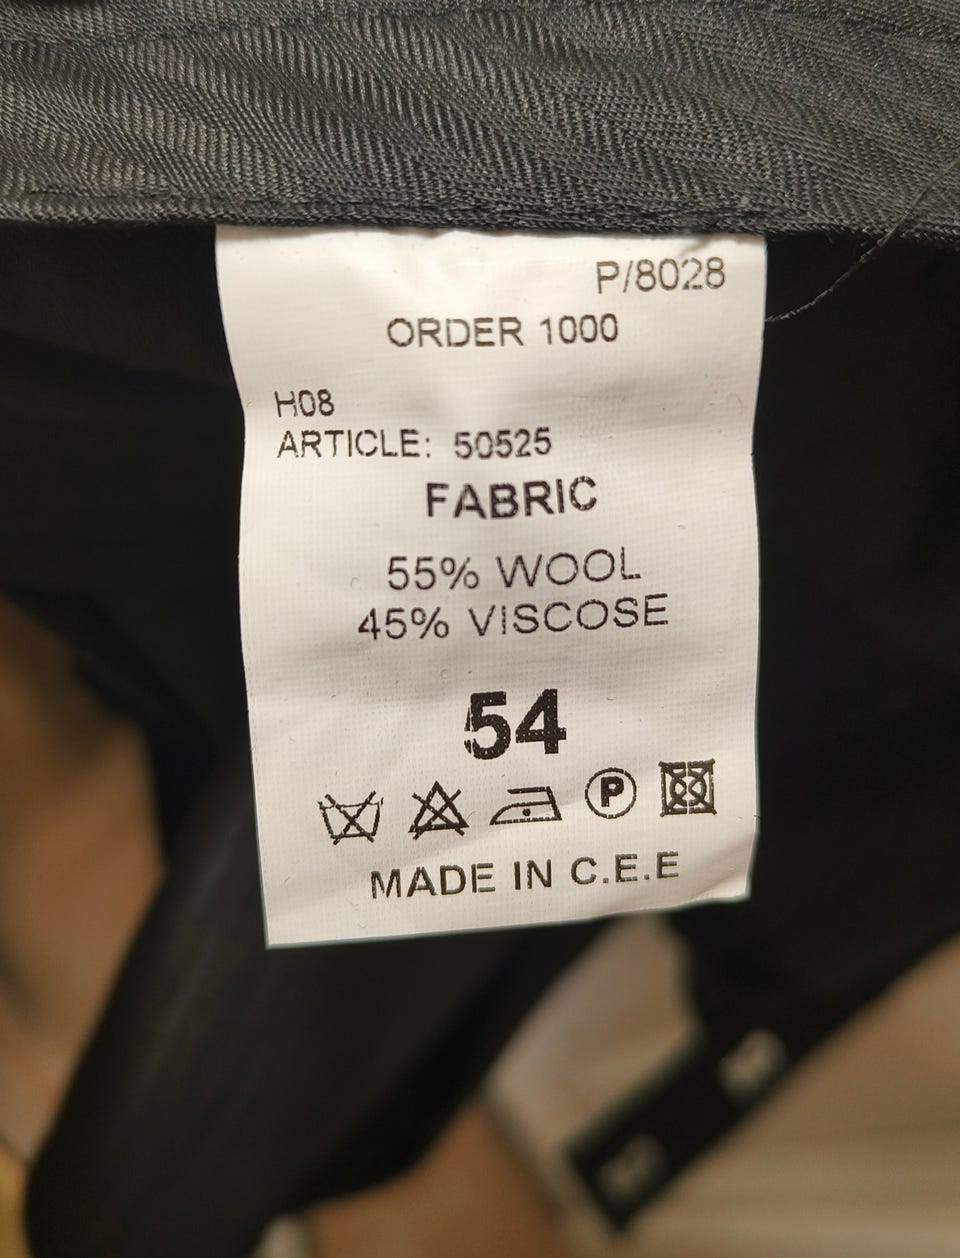 P/8028
ORDER 1000
H08
ARTICLE: 50525
FABRIC
55% WOOL
45% VISCOSE
54
P
MADE IN C.E.E